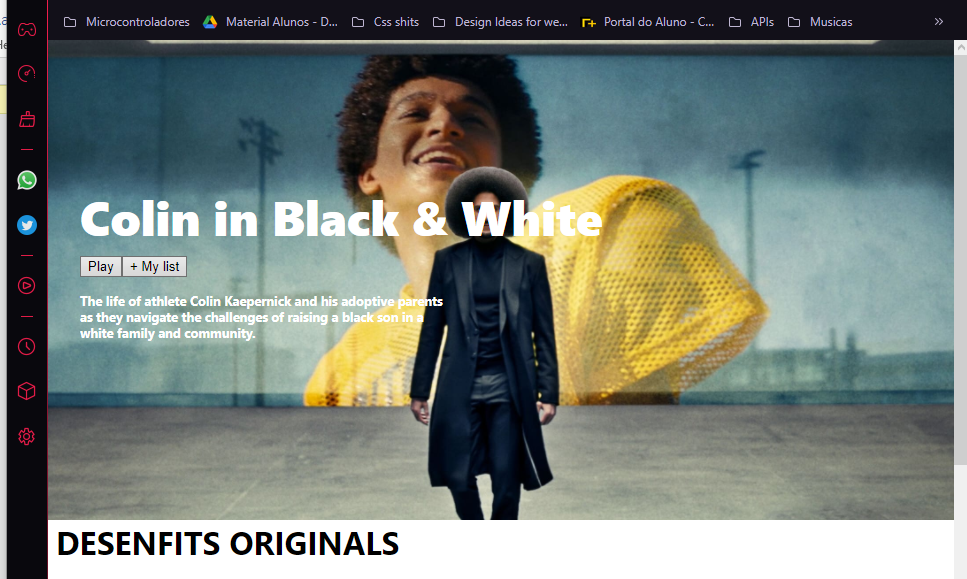 Microcontroladores Material Alunos - D... Css shits Design Ideas for we... Portal do Aluno - C... APIs Musicas »
Colin in Black & White
Play + My list
The life of athlete Colin Kaepernick and his adoptive parents
as they navigate the challenges of raising a black son in a
white family and community.
DESENFITS ORIGINALS